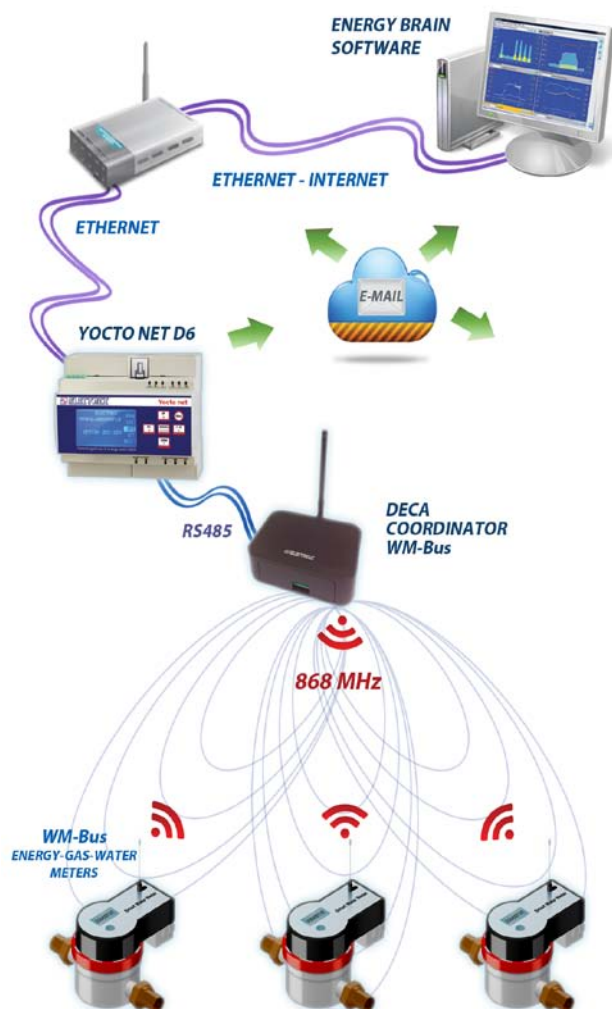 ENERGY BRAIN
SOFTWARE
ETHERNET - INTERNET
ETHERNET
E-MAIL
YOCTO NET D6
Yocto net
RS485
DECA
COORDINATOR
WM-Bus
868 MHz
WM-Bus
ENERGY-GAS-WATER
METERS